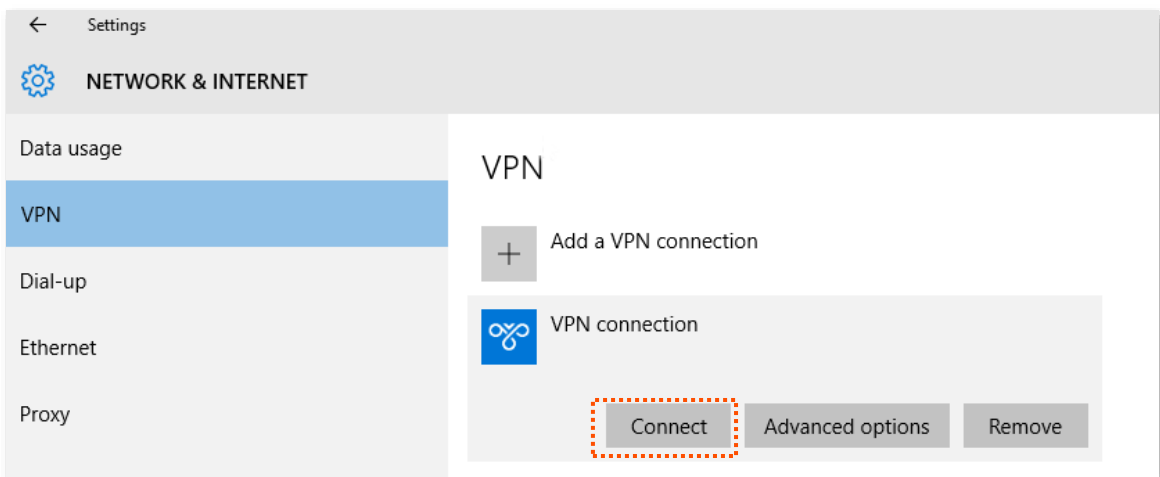 Settings
NETWORK & INTERNET
Data usage
VPN
Dial-up
Ethernet
Proxy
VPN
Add a VPN connection
VPN connection
Connect
Advanced options
Remove